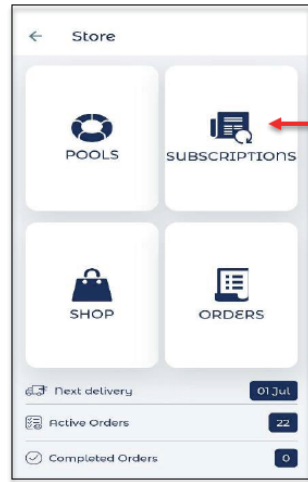 Store
POOLS
SUBSCRIPTIONS
SHOP
ORDERS
Next delivery
01 Jul
Active Orders
22
Completed Orders
0